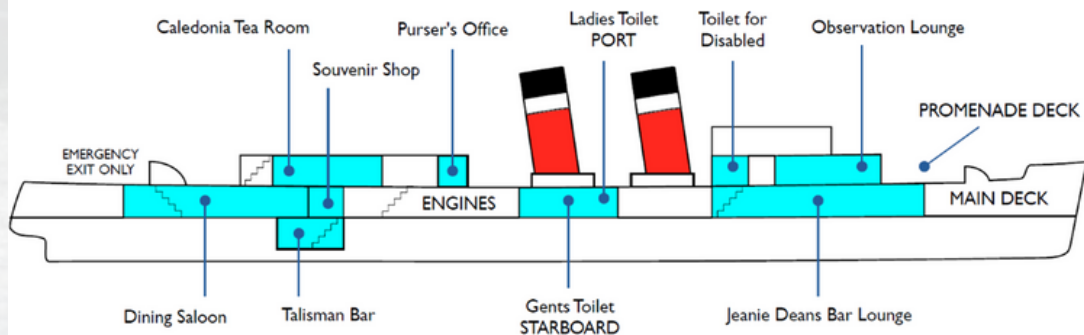 Caledonia Tea Room
Purser's Office
Ladies Toilet
PORT
Toilet for
Disabled
Observation Lounge
Souvenir Shop
PROMENADE DECK
EMERGENCY
EXIT ONLY
ENGINES
MAIN DECK
Dining Saloon
Talisman Bar
Gents Toilet
STARBOARD
Jeanie Deans Bar Lounge